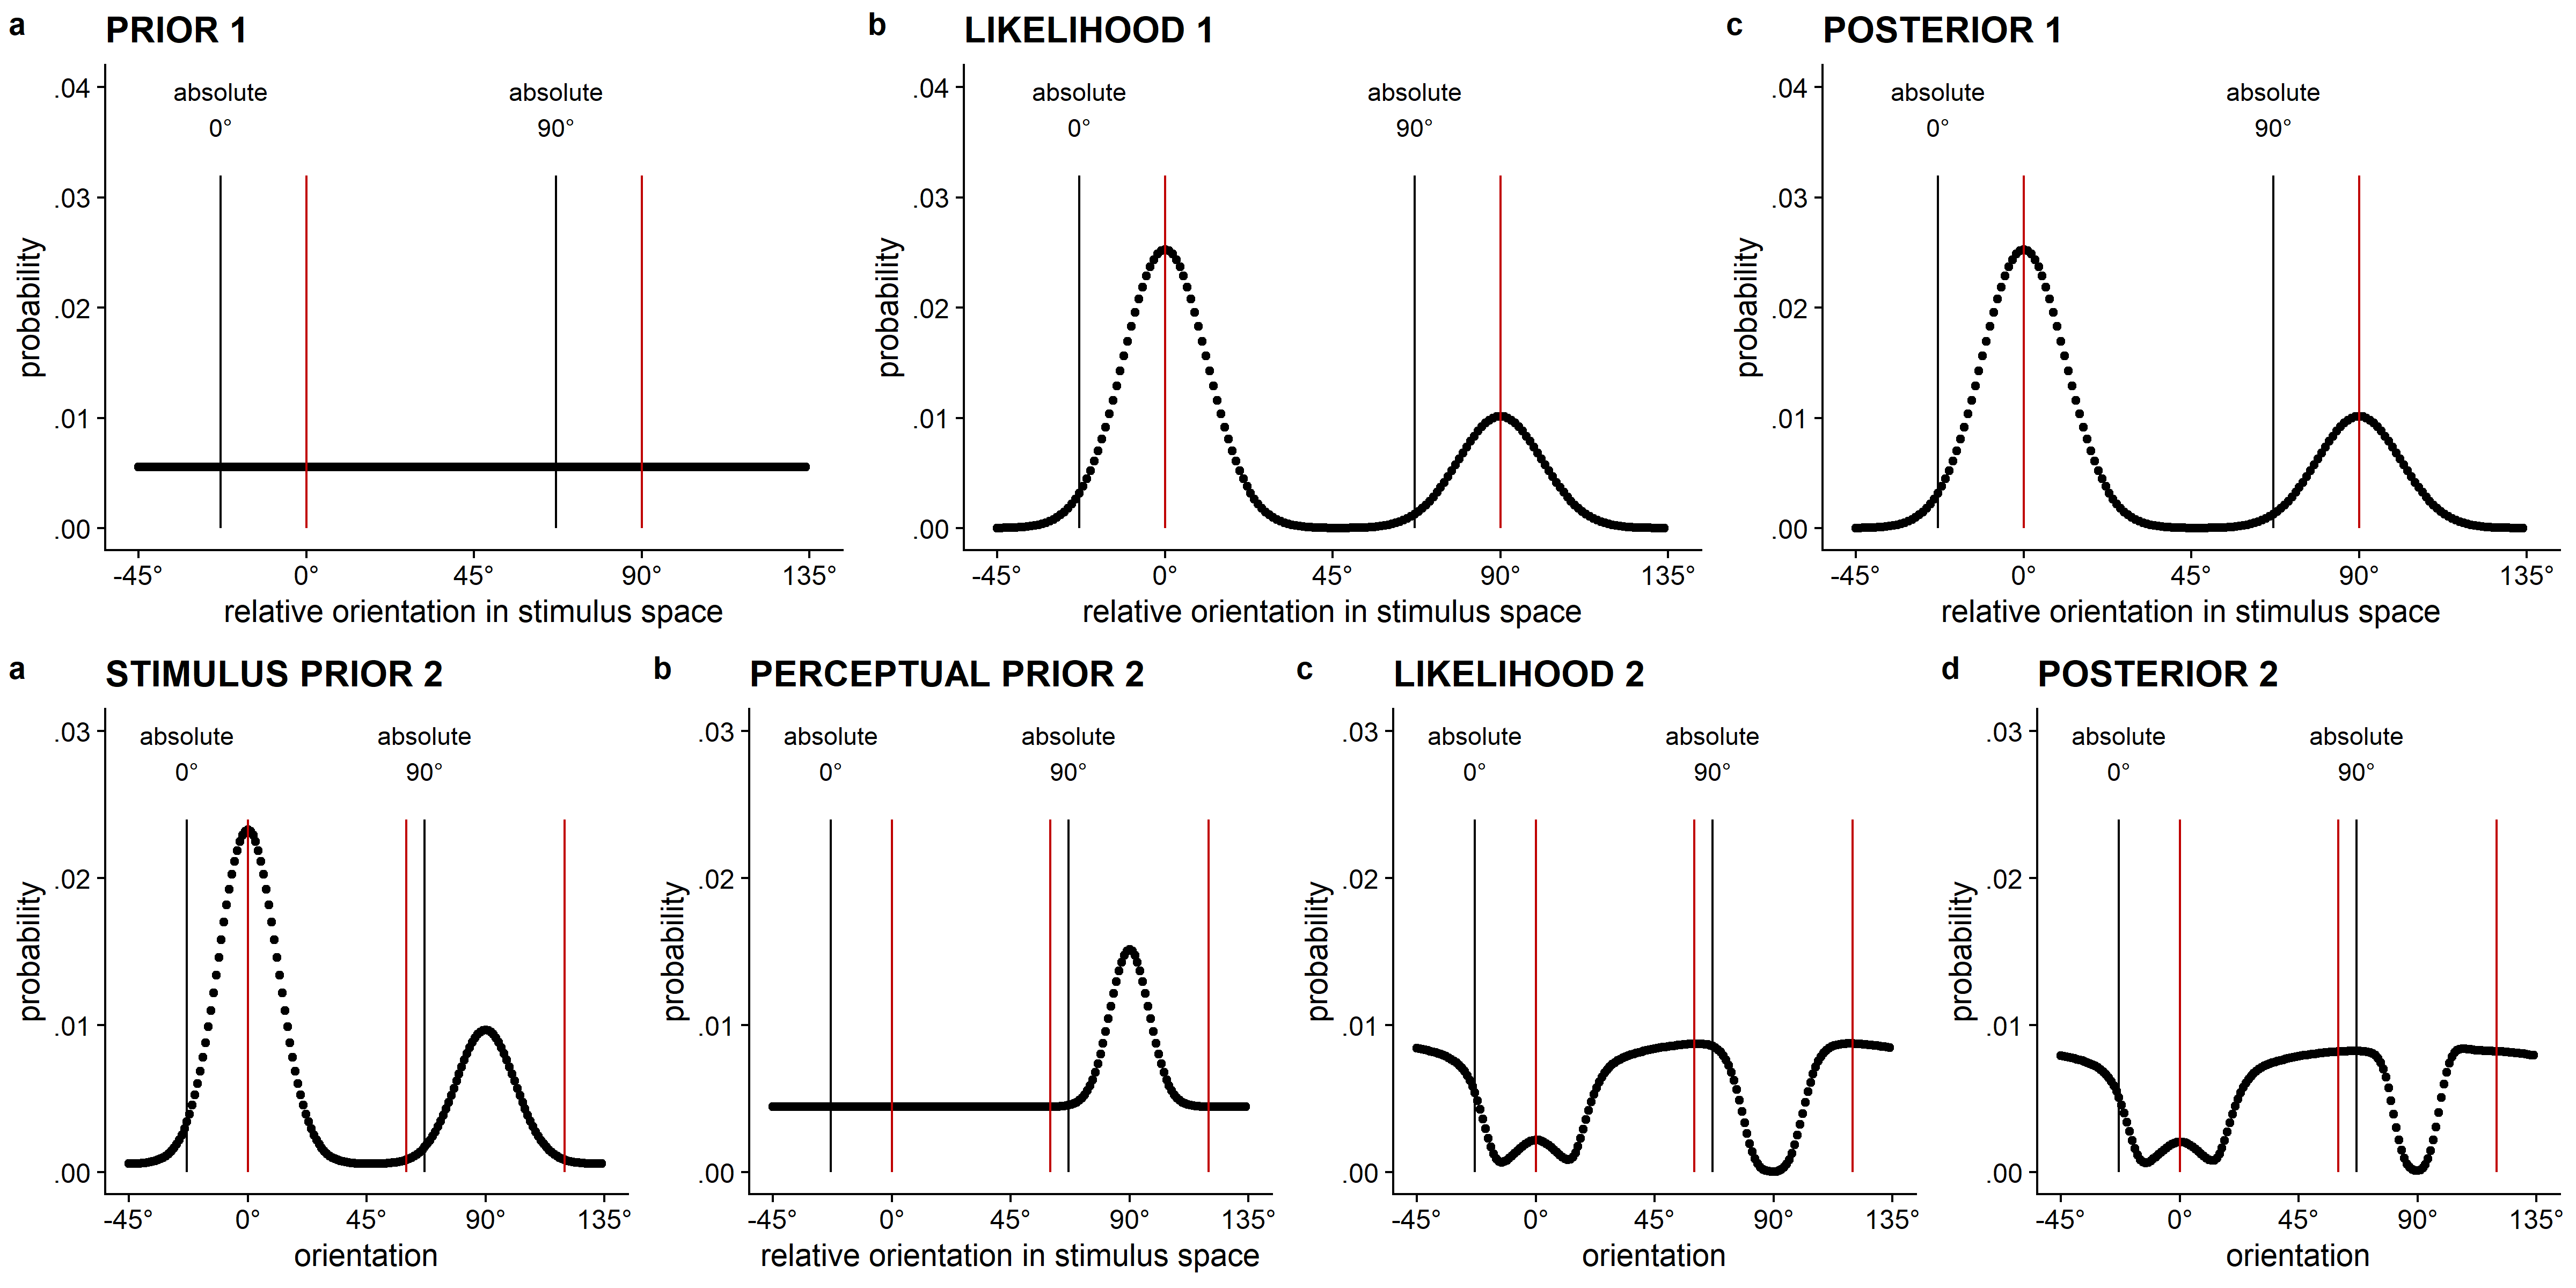 a PRIOR 1
absolute absolute
0° 90°
.04
.03
.02
.01
.00
probability
-45° 0° 45° 90° 135°
relative orientation in stimulus space
b LIKELIHOOD 1
absolute absolute
0° 90°
.04
.03
.02
.01
.00
probability
-45° 0° 45° 90° 135°
relative orientation in stimulus space
c POSTERIOR 1
absolute absolute
0° 90°
.04
.03
.02
.01
.00
probability
-45° 0° 45° 90° 135°
relative orientation in stimulus space
a STIMULUS PRIOR 2
absolute absolute
0° 90°
.03
.02
.01
.00
probability
-45° 0° 45° 90° 135°
orientation
b PERCEPTUAL PRIOR 2
absolute absolute
0° 90°
.03
.02
.01
.00
probability
-45° 0° 45° 90° 135°
relative orientation in stimulus space
c LIKELIHOOD 2
absolute absolute
0° 90°
.03
.02
.01
.00
probability
-45° 0° 45° 90° 135°
orientation
d POSTERIOR 2
absolute absolute
0° 90°
.03
.02
.01
.00
probability
-45° 0° 45° 90° 135°
orientation